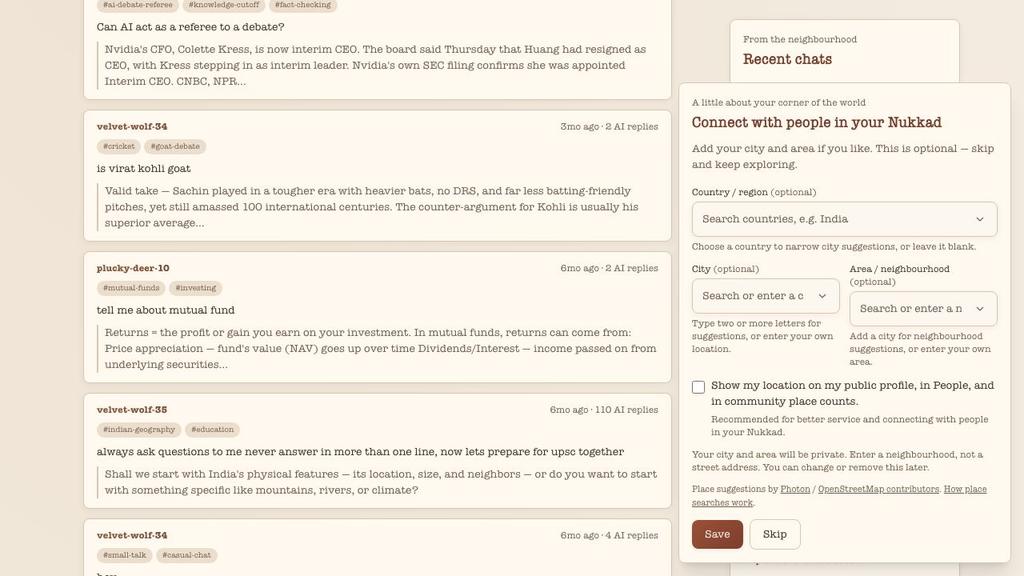 #ai-debate-referee #knowledge-cutoff #fact-checking
Can AI act as a referee to a debate?
Nvidia's CFO, Colette Kress, is now interim CEO. The board said Thursday that Huang had resigned as
CEO, with Kress stepping in as interim leader. Nvidia's own SEC filing confirms she was appointed
Interim CEO. CNBC, NPR...
velvet-wolf-34 3mo ago · 2 AI replies
#cricket #goat-debate
is virat kohli goat
Valid take — Sachin played in a tougher era with heavier bats, no DRS, and far less batting-friendly
pitches, yet still amassed 100 international centuries. The counter-argument for Kohli is usually his
superior average...
plucky-deer-10 6mo ago · 2 AI replies
#mutual-funds #investing
tell me about mutual fund
Returns = the profit or gain you earn on your investment. In mutual funds, returns can come from:
Price appreciation — fund's value (NAV) goes up over time Dividends/Interest — income passed on from
underlying securities...
velvet-wolf-35 6mo ago · 110 AI replies
#indian-geography #education
always ask questions to me never answer in more than one line, now lets prepare for upsc together
Shall we start with India's physical features — its location, size, and neighbors — or do you want to start
with something specific like mountains, rivers, or climate?
velvet-wolf-34 6mo ago · 4 AI replies
#small-talk #casual-chat
From the neighbourhood
Recent chats
A little about your corner of the world
Connect with people in your Nukkad
Add your city and area if you like. This is optional — skip
and keep exploring.
Country / region (optional)
Search countries, e.g. India
Choose a country to narrow city suggestions, or leave it blank.
City (optional)
Search or enter a c
Type two or more letters for
suggestions, or enter your own
location.
Area / neighbourhood
(optional)
Search or enter a n
Add a city for neighbourhood
suggestions, or enter your own
area.
Show my location on my public profile, in People, and
in community place counts.
Recommended for better service and connecting with people
in your Nukkad.
Your city and area will be private. Enter a neighbourhood, not a
street address. You can change or remove this later.
Place suggestions by Photon / OpenStreetMap contributors. How place
searches work.
Save Skip